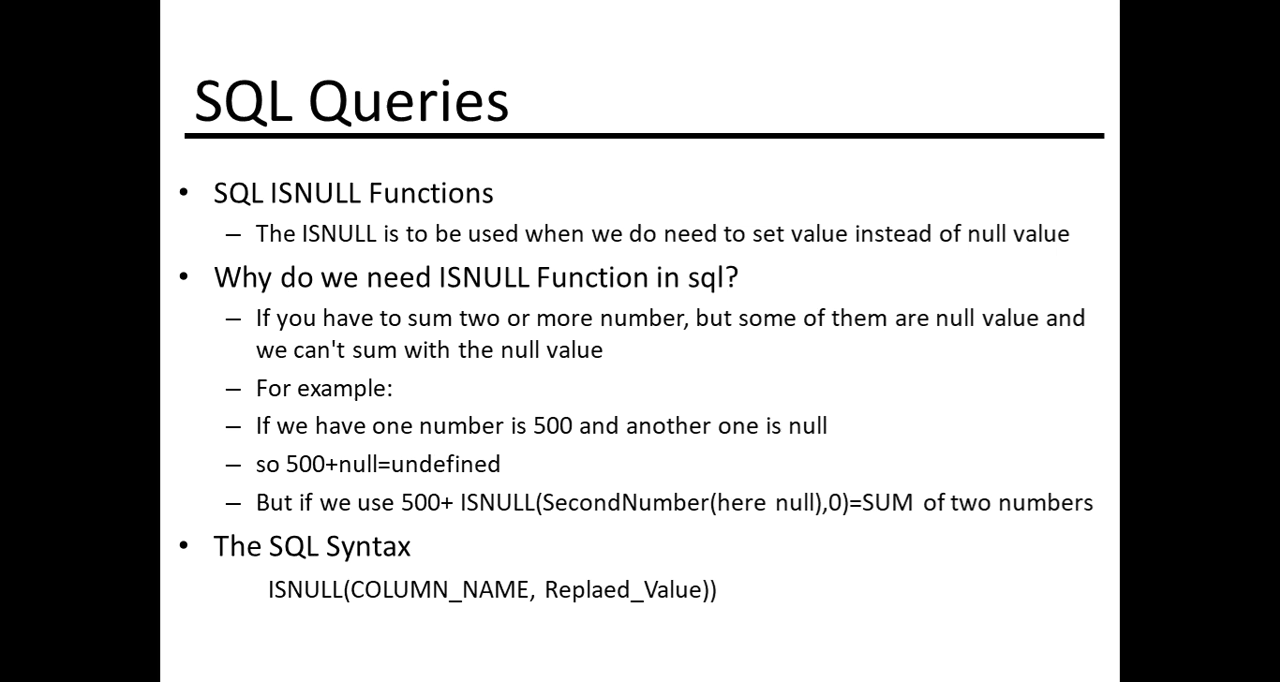 SQL Queries
• SQL ISNULL Functions
– The ISNULL is to be used when we do need to set value instead of null value
• Why do we need ISNULL Function in sql?
– If you have to sum two or more number, but some of them are null value and
we can't sum with the null value
– For example:
– If we have one number is 500 and another one is null
– so 500+null=undefined
– But if we use 500+ ISNULL(SecondNumber(here null),0)=SUM of two numbers
• The SQL Syntax
ISNULL(COLUMN_NAME, Replaed_Value))